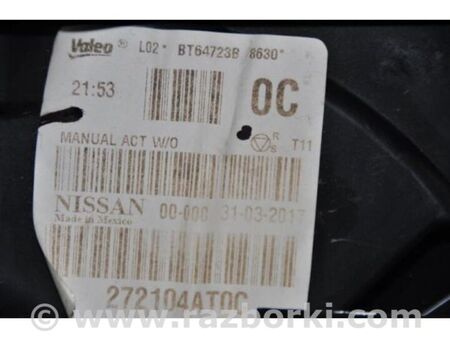 Valeo® L02* BT64723B 8630*
21:53 0C
MANUAL ACT W/O R S T11
NISSAN 00-000 31-03-2017
Made in Mexico
272104AT0C
© www.razborki.com